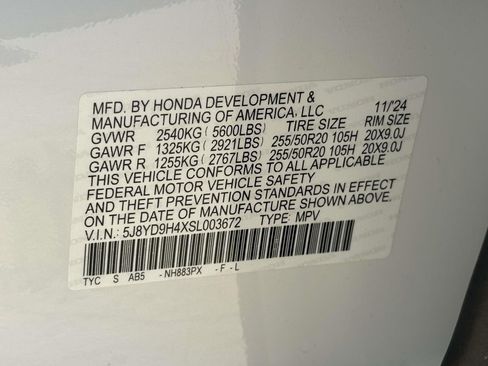 MFD. BY HONDA DEVELOPMENT &
MANUFACTURING OF AMERICA, LLC 11/'24
GVWR 2540KG (5600LBS) TIRE SIZE RIM SIZE
GAWR F 1325KG (2921LBS) 255/50R20 105H 20X9.0J
GAWR R 1255KG (2767LBS) 255/50R20 105H 20X9.0J
THIS VEHICLE CONFORMS TO ALL APPLICABLE
FEDERAL MOTOR VEHICLE SAFETY
AND THEFT PREVENTION STANDARDS IN EFFECT
ON THE DATE OF MANUFACTURE SHOWN ABOVE.
V.I.N.: 5J8YD9H4XSL003672 TYPE: MPV
TYC S AB5 -NH883PX -F-L